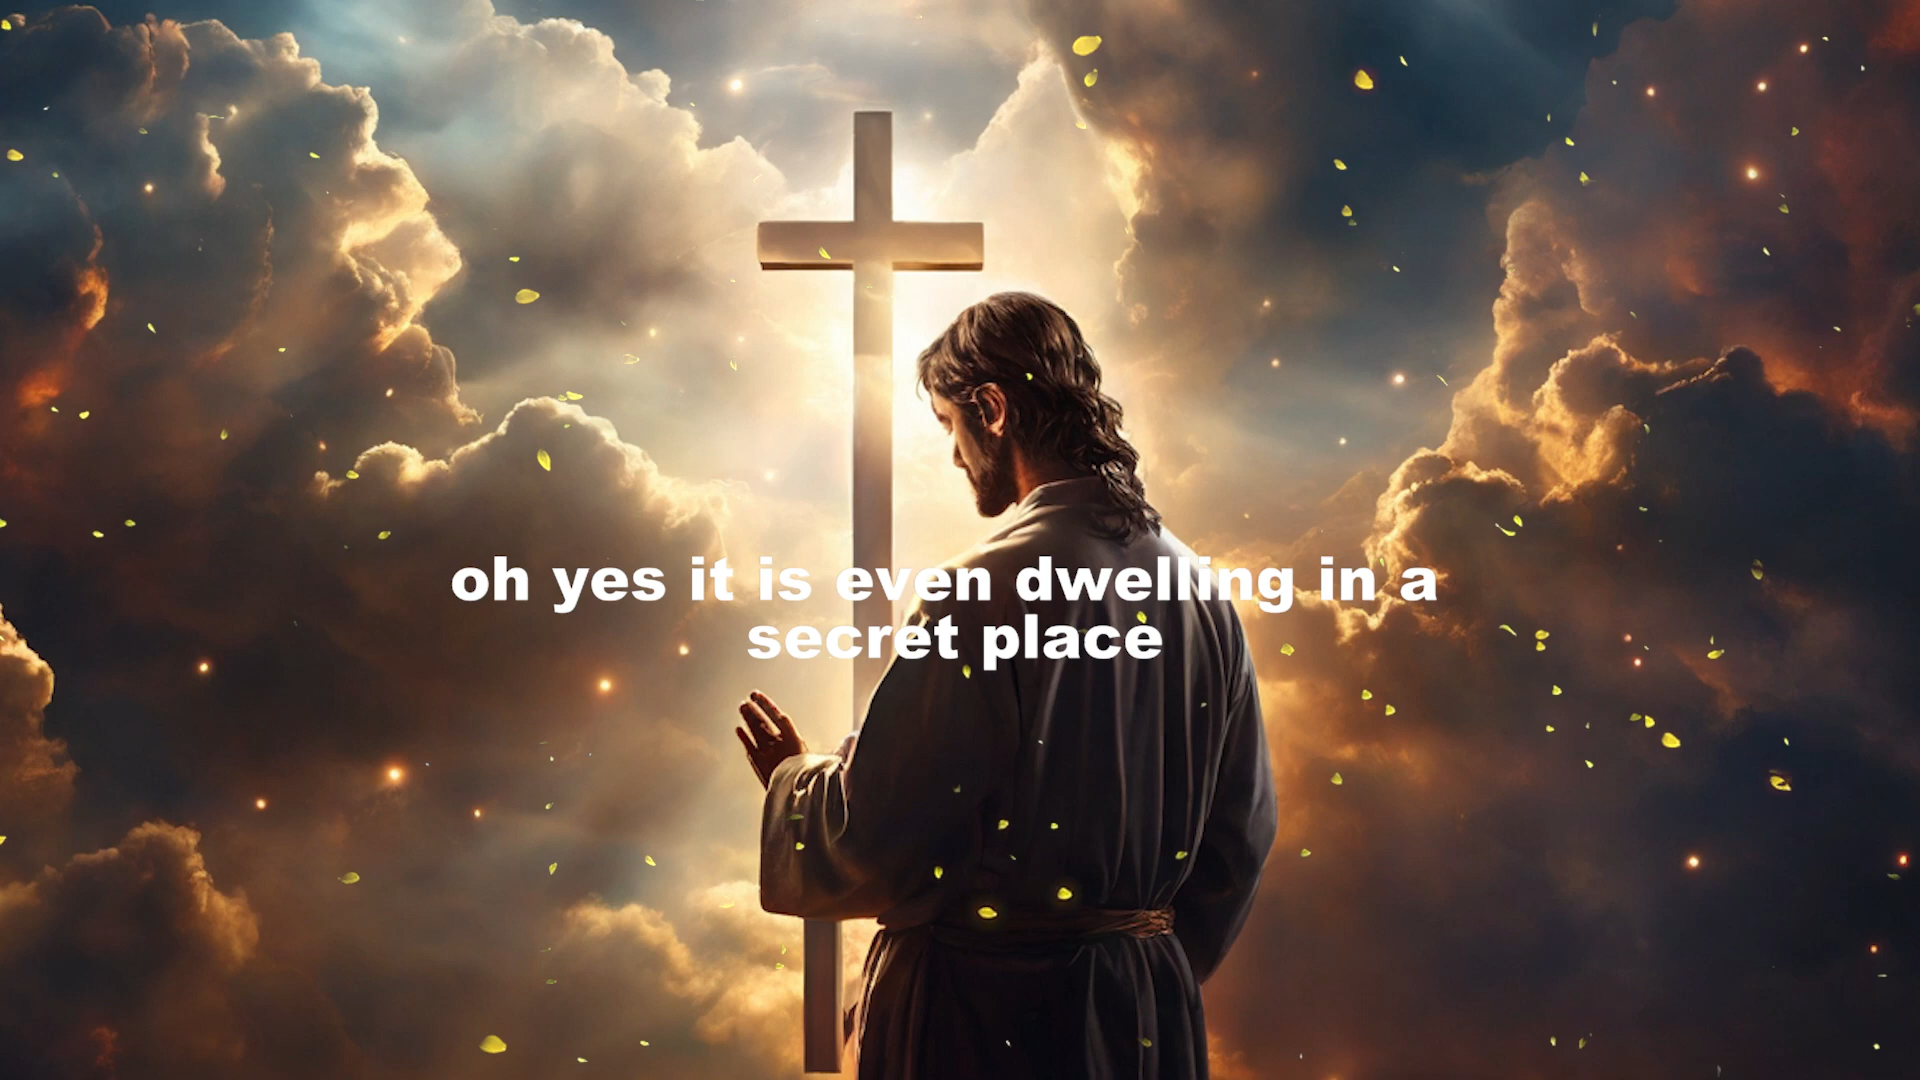 oh yes it is even dwelling in a
secret place